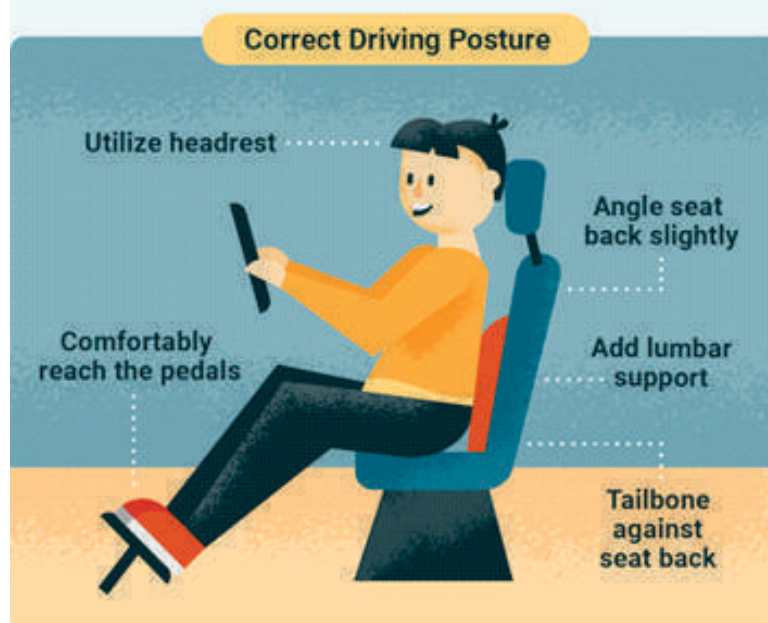 Correct Driving Posture
Utilize headrest
Angle seat
back slightly
Comfortably
reach the pedals
Add lumbar
support
Tailbone
against
seat back